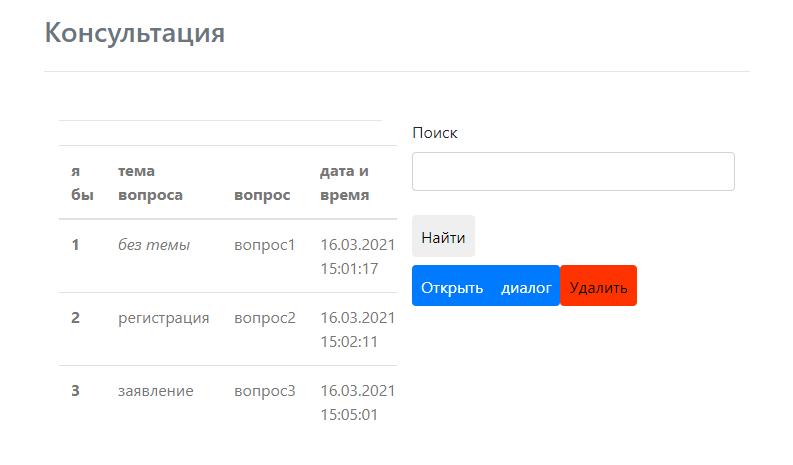 Консультация
я тема дата и
бы вопроса вопрос время
1 без темы вопрос1 16.03.2021
15:01:17
2 регистрация вопрос2 16.03.2021
15:02:11
3 заявление вопрос3 16.03.2021
15:05:01
Поиск
Найти
Открыть диалог Удалить